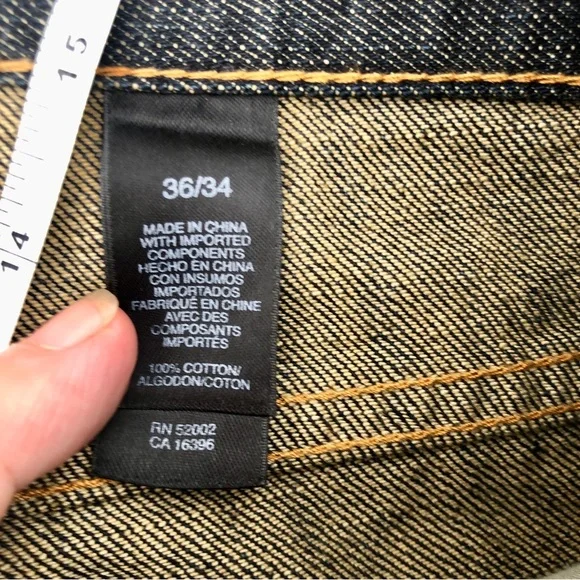 15
14
36/34
MADE IN CHINA
WITH IMPORTED
COMPONENTS
HECHO EN CHINA
CON INSUMOS
IMPORTADOS
FABRIQUÉ EN CHINE
AVEC DES
COMPOSANTS
IMPORTÉS
100% COTTON/
ALGODON/COTON
RN 52002
CA 16396